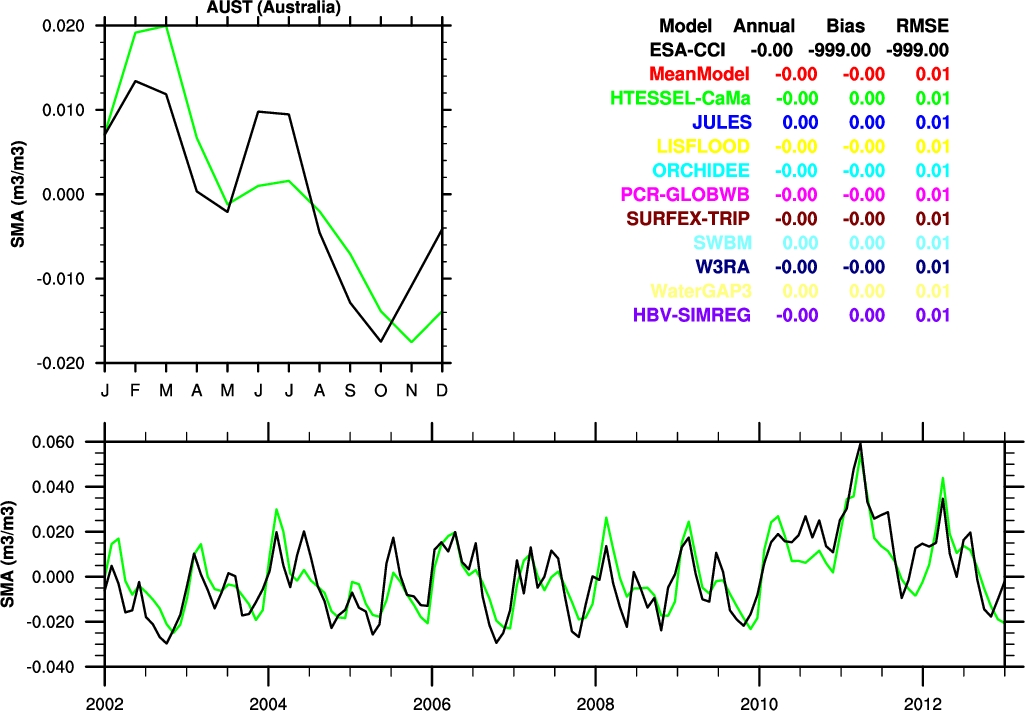 AUST (Australia)
0.020
0.010
0.000
-0.010
-0.020
SMA (m3/m3)
J F M A M J J A S O N D
Model Annual Bias RMSE
ESA-CCI -0.00 -999.00 -999.00
MeanModel -0.00 -0.00 0.01
HTESSEL-CaMa -0.00 0.00 0.01
JULES 0.00 0.00 0.01
LISFLOOD -0.00 -0.00 0.01
ORCHIDEE -0.00 -0.00 0.01
PCR-GLOBWB -0.00 -0.00 0.01
SURFEX-TRIP -0.00 -0.00 0.01
SWBM 0.00 0.00 0.01
W3RA -0.00 -0.00 0.01
WaterGAP3 0.00 0.00 0.01
HBV-SIMREG -0.00 0.00 0.01
0.060
0.040
0.020
0.000
-0.020
-0.040
SMA (m3/m3)
2002 2004 2006 2008 2010 2012